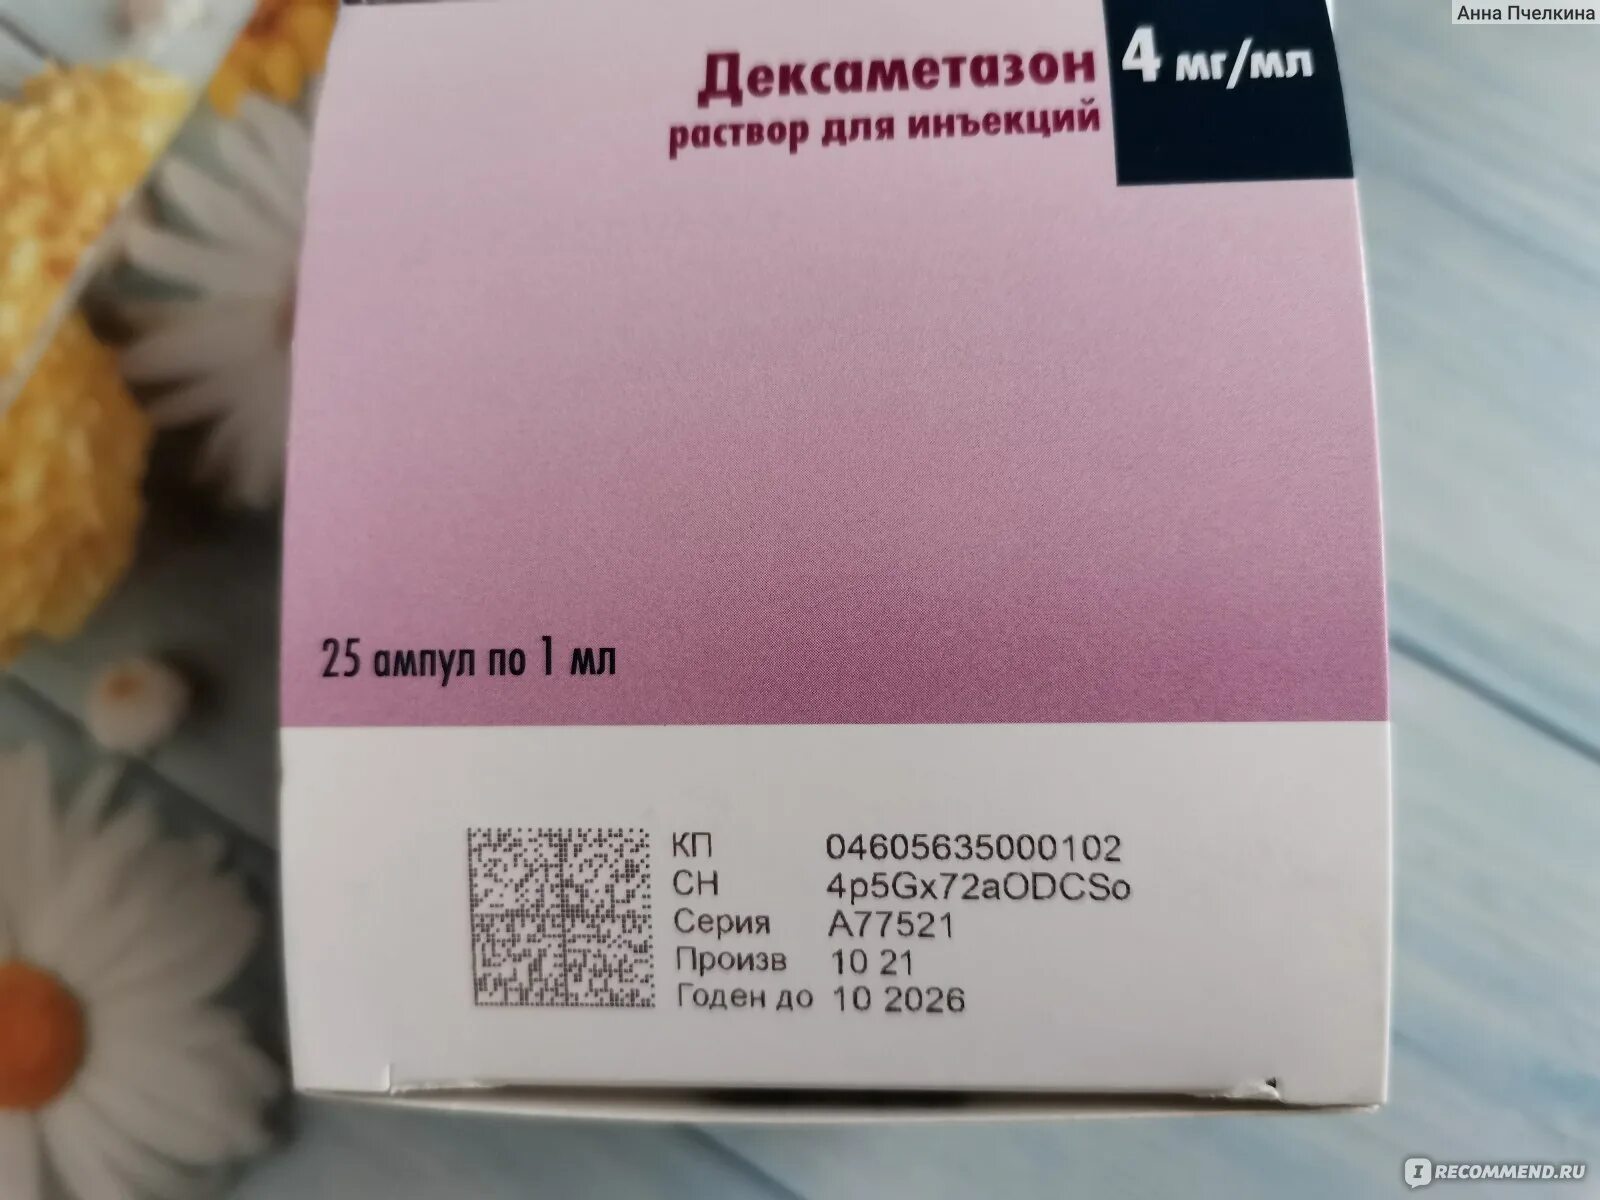 Анна Пчелкина
Дексаметазон 4 мг/мл
раствор для инъекций
25 ампул по 1 мл
КП 04605635000102
СН 4p5Gx72aODCSo
Серия A77521
Произв 10 21
Годен до 10 2026
IRECOMMEND.RU